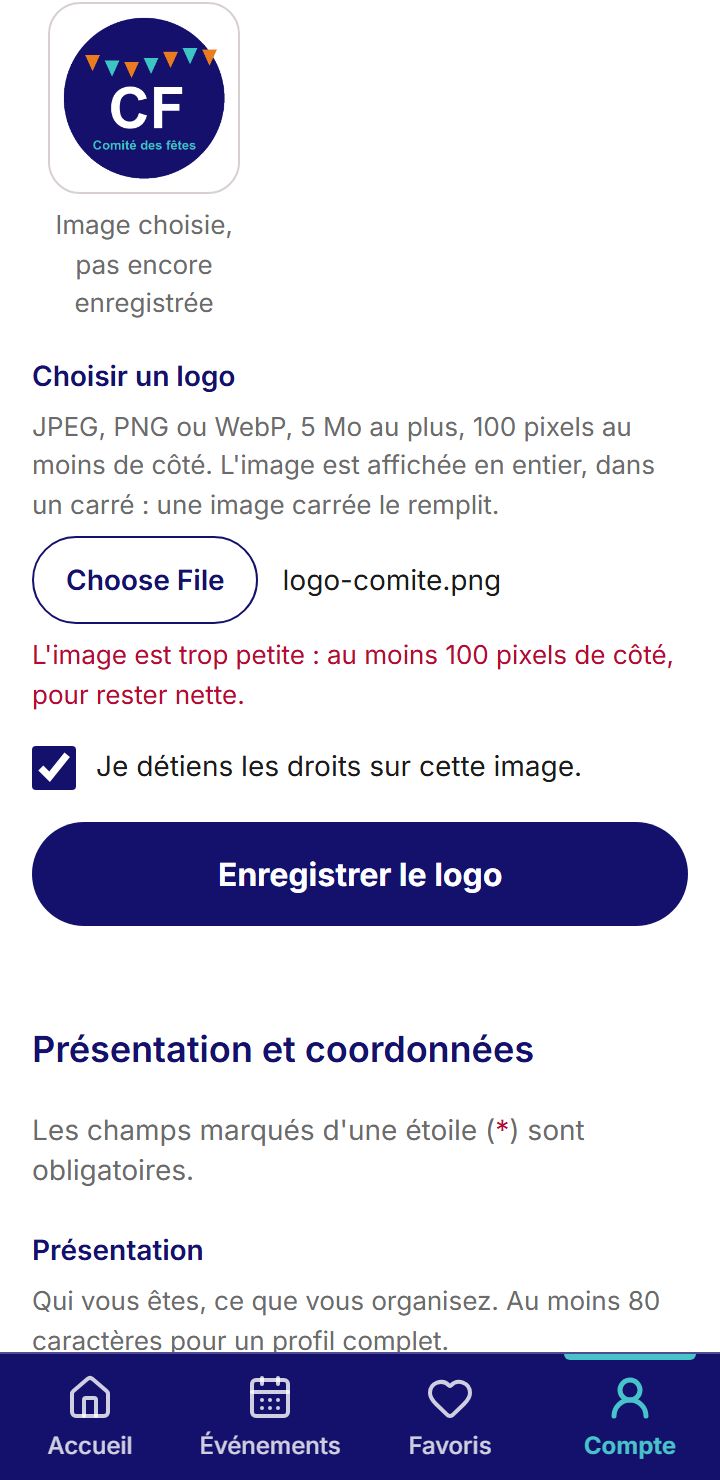 CF
Comité des fêtes
Image choisie,
pas encore
enregistrée
Choisir un logo
JPEG, PNG ou WebP, 5 Mo au plus, 100 pixels au
moins de côté. L'image est affichée en entier, dans
un carré : une image carrée le remplit.
Choose File logo-comite.png
L'image est trop petite : au moins 100 pixels de côté,
pour rester nette.
Je détiens les droits sur cette image.
Enregistrer le logo
Présentation et coordonnées
Les champs marqués d'une étoile (*) sont
obligatoires.
Présentation
Qui vous êtes, ce que vous organisez. Au moins 80
caractères pour un profil complet.
Accueil Événements Favoris Compte